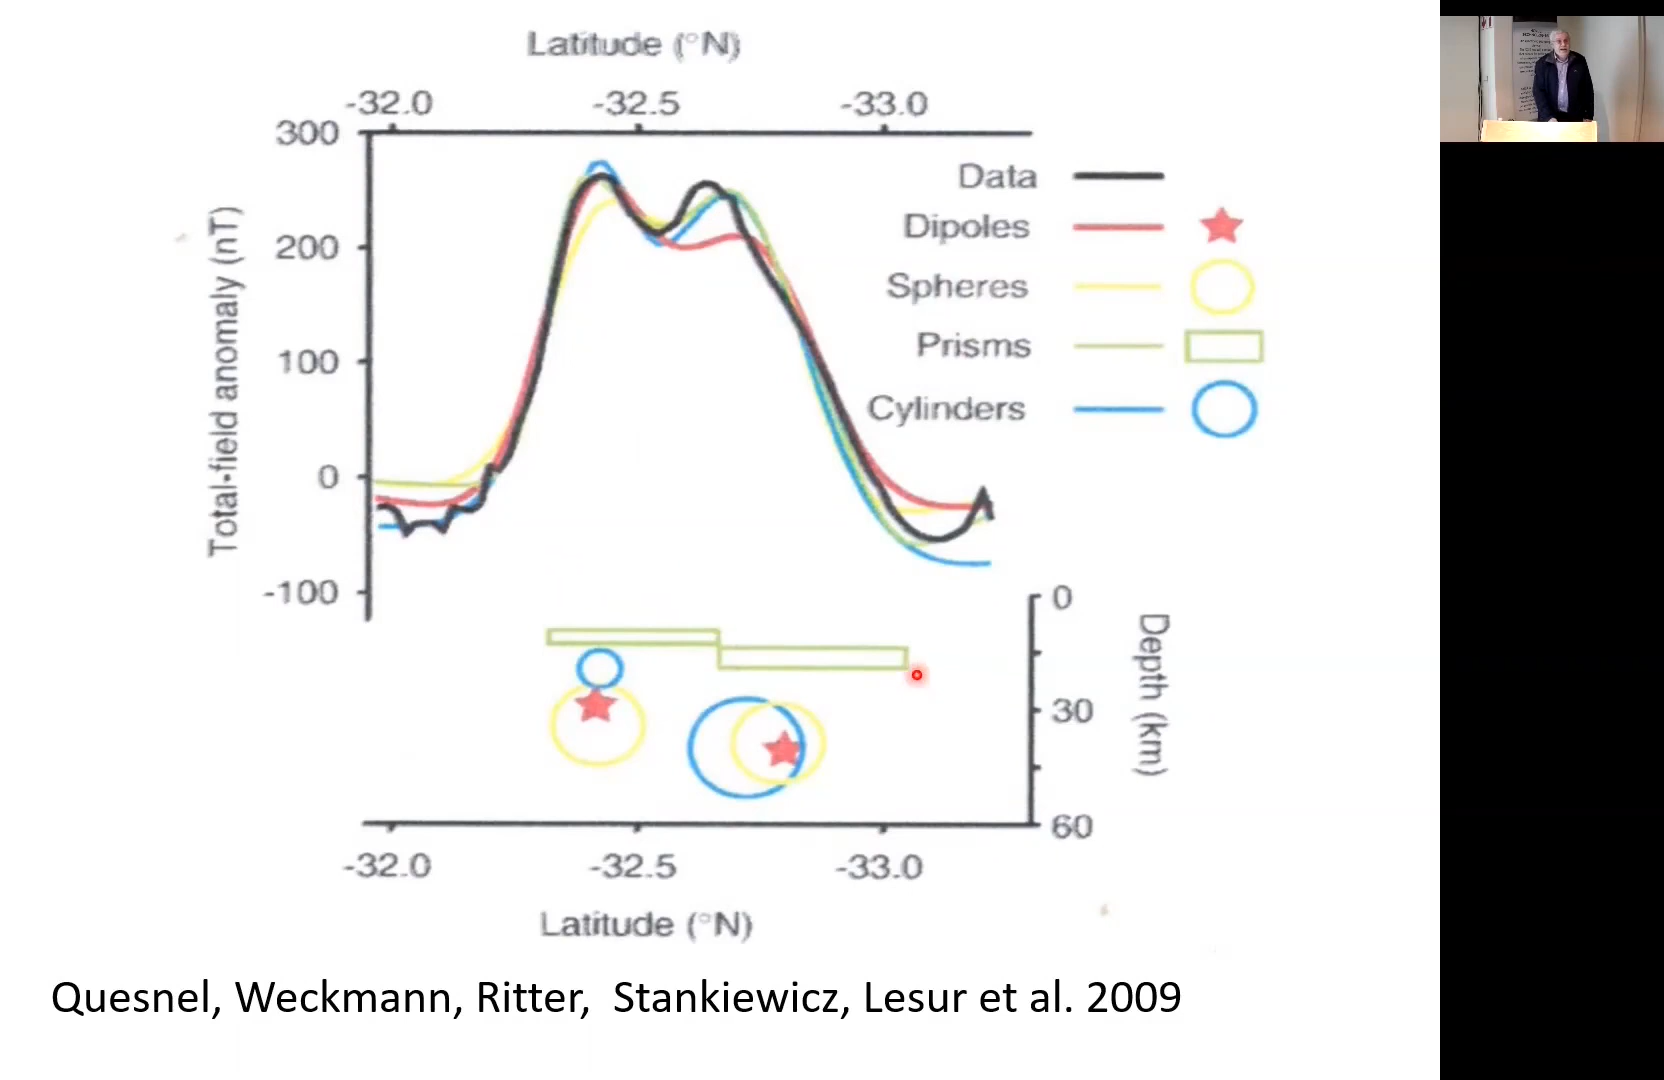 Latitude (°N)
-32.0 -32.5 -33.0
300
200
100
0
-100
Total-field anomaly (nT)
Data
Dipoles
Spheres
Prisms
Cylinders
0
30
60
Depth (km)
-32.0 -32.5 -33.0
Latitude (°N)
Quesnel, Weckmann, Ritter, Stankiewicz, Lesur et al. 2009